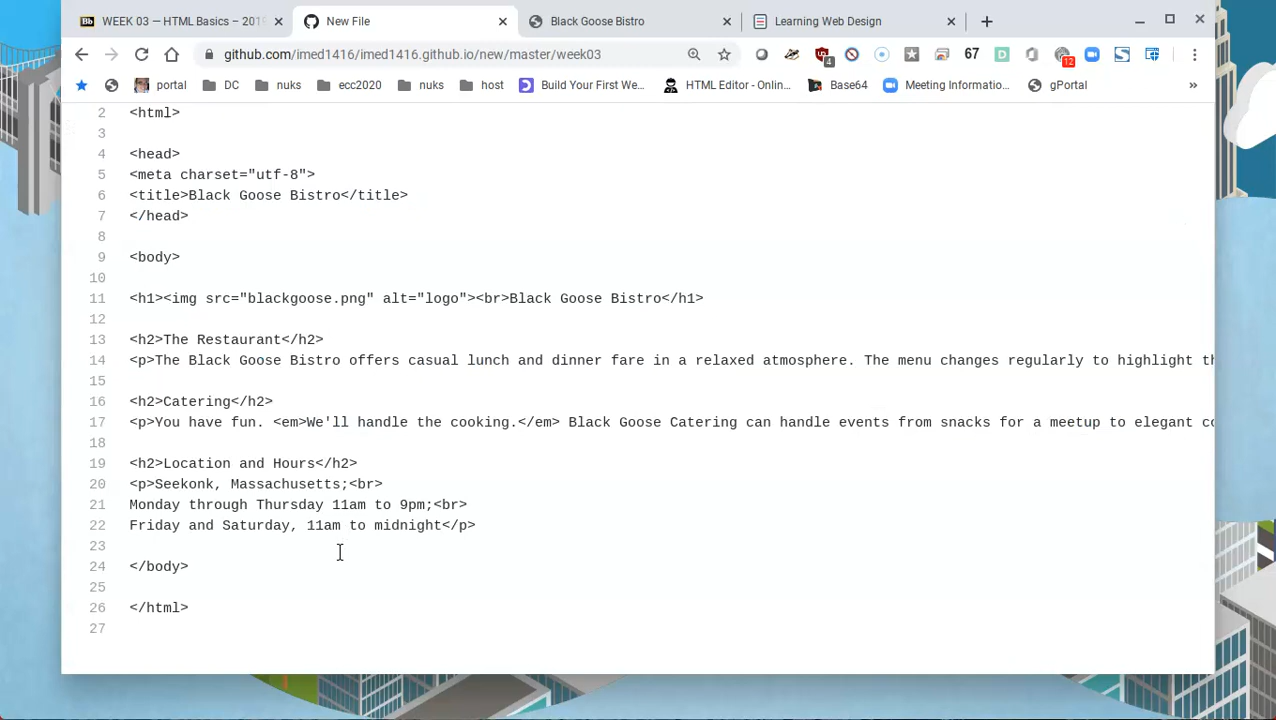 WEEK 03 – HTML Basics – 201
New File
Black Goose Bistro
Learning Web Design
github.com/imed1416/imed1416.github.io/new/master/week03
4
67
12
portal
DC
nuks
ecc2020
nuks
host
Build Your First We...
HTML Editor - Onlin...
Base64
Meeting Informatio...
gPortal
»
2 <html>
3
4 <head>
5 <meta charset="utf-8">
6 <title>Black Goose Bistro</title>
7 </head>
8
9 <body>
10
11 <h1><img src="blackgoose.png" alt="logo"><br>Black Goose Bistro</h1>
12
13 <h2>The Restaurant</h2>
14 <p>The Black Goose Bistro offers casual lunch and dinner fare in a relaxed atmosphere. The menu changes regularly to highlight th
15
16 <h2>Catering</h2>
17 <p>You have fun. <em>We'll handle the cooking.</em> Black Goose Catering can handle events from snacks for a meetup to elegant co
18
19 <h2>Location and Hours</h2>
20 <p>Seekonk, Massachusetts;<br>
21 Monday through Thursday 11am to 9pm;<br>
22 Friday and Saturday, 11am to midnight</p>
23
24 </body>
25
26 </html>
27